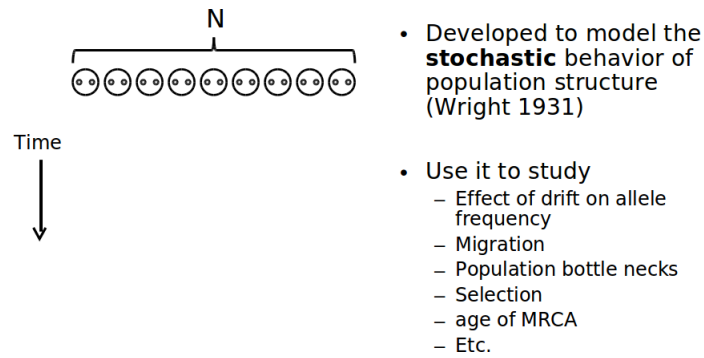 N
Time
• Developed to model the
stochastic behavior of
population structure
(Wright 1931)
• Use it to study
– Effect of drift on allele
frequency
– Migration
– Population bottle necks
– Selection
– age of MRCA
– Etc.